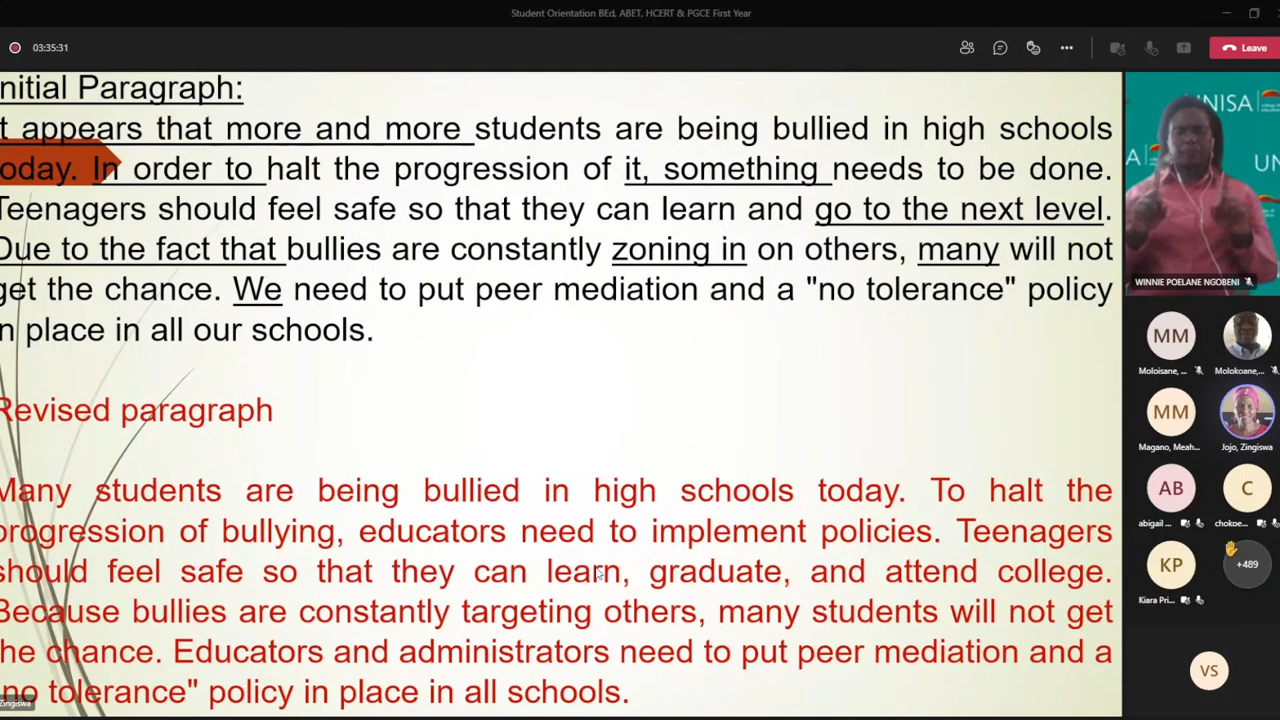 Student Orientation BEd, ABET, HCERT & PGCE First Year
03:35:31
Leave
nitial Paragraph:
t appears that more and more students are being bullied in high schools
oday. In order to halt the progression of it, something needs to be done.
Teenagers should feel safe so that they can learn and go to the next level.
Due to the fact that bullies are constantly zoning in on others, many will not
get the chance. We need to put peer mediation and a "no tolerance" policy
n place in all our schools.
Revised paragraph
Many students are being bullied in high schools today. To halt the
progression of bullying, educators need to implement policies. Teenagers
should feel safe so that they can learn, graduate, and attend college.
Because bullies are constantly targeting others, many students will not get
the chance. Educators and administrators need to put peer mediation and a
no tolerance" policy in place in all schools.
Zingiswa
UNISA
UN
WINNIE POELANE NGOBENI
MM
Moloisane, ...
Molokoane,...
MM
Magano, Meah...
Jojo, Zingiswa
AB
abigail ...
C
chokoe...
KP
Kiara Pri...
+489
VS